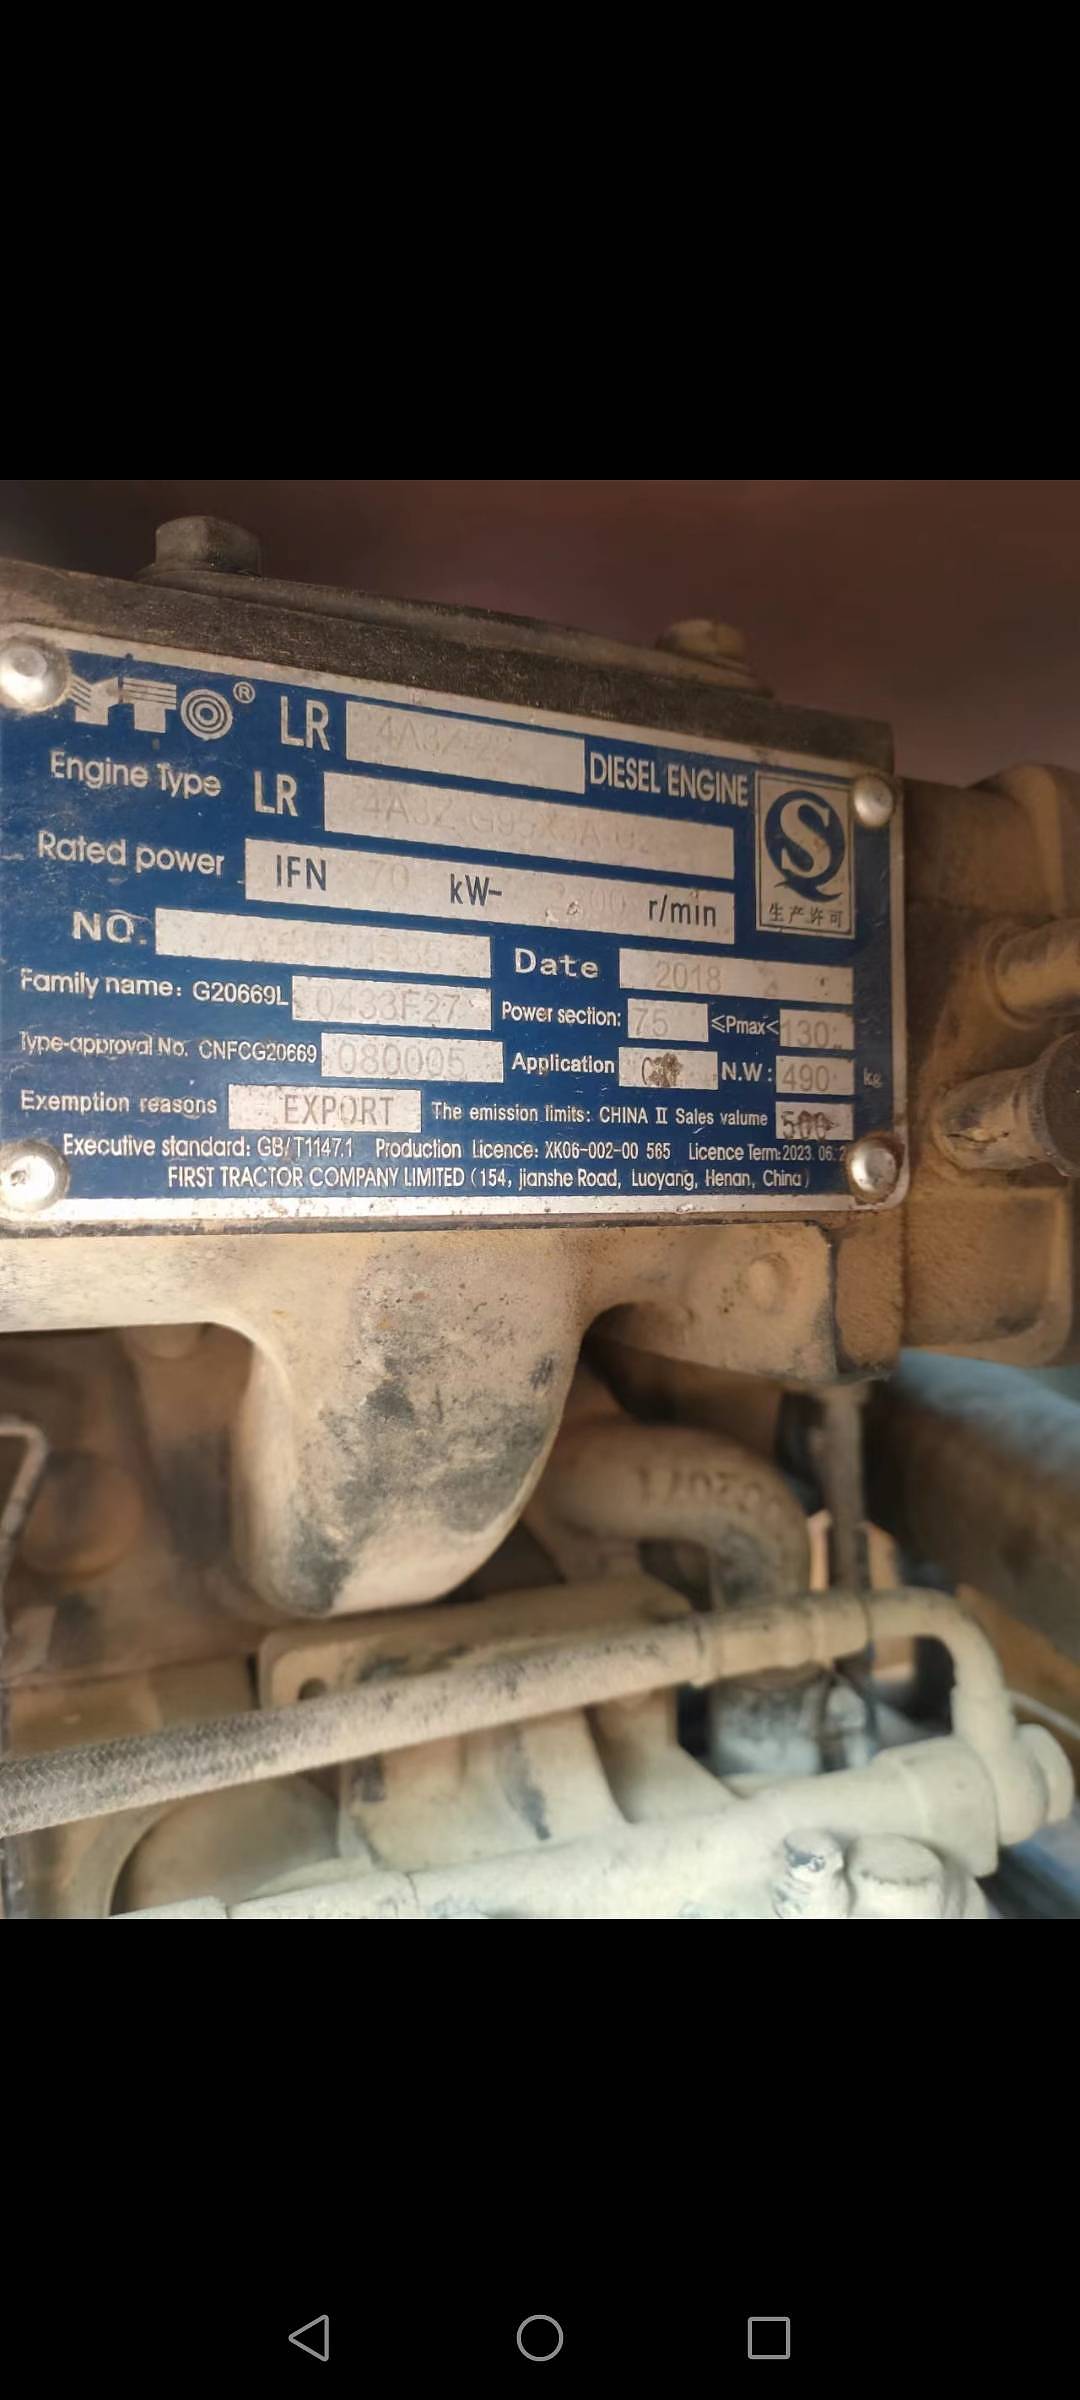 YTO® LR DIESEL ENGINE
Engine Type LR
Rated power IFN 70 kW- r/min
NO. Date 2018
Family name: G20669L 0433F27 Power section: 75 ≤Pmax< 130
Type-approval No. CNFCG20669 080005 Application N.W: 490 kg
Exemption reasons EXPORT The emission limits: CHINA II Sales valume 500
Executive standard: GB/T1147.1 Production Licence: XK06-002-00 565 Licence Term: 2023.06.2
FIRST TRACTOR COMPANY LIMITED (154, jianshe Road, Luoyang, Henan, China)
生产许可